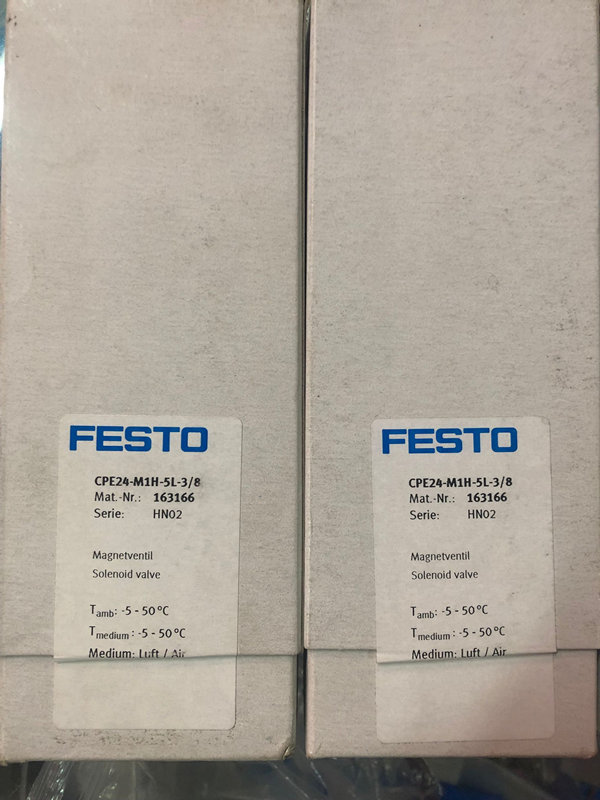 FESTO
CPE24-M1H-5L-3/8
Mat.-Nr.: 163166
Serie: HN02
Magnetventil
Solenoid valve
Tamb: -5 - 50°C
Tmedium: -5 - 50°C
Medium: Luft / Air
FESTO
CPE24-M1H-5L-3/8
Mat.-Nr.: 163166
Serie: HN02
Magnetventil
Solenoid valve
Tamb: -5 - 50°C
Tmedium: -5 - 50°C
Medium: Luft / Air